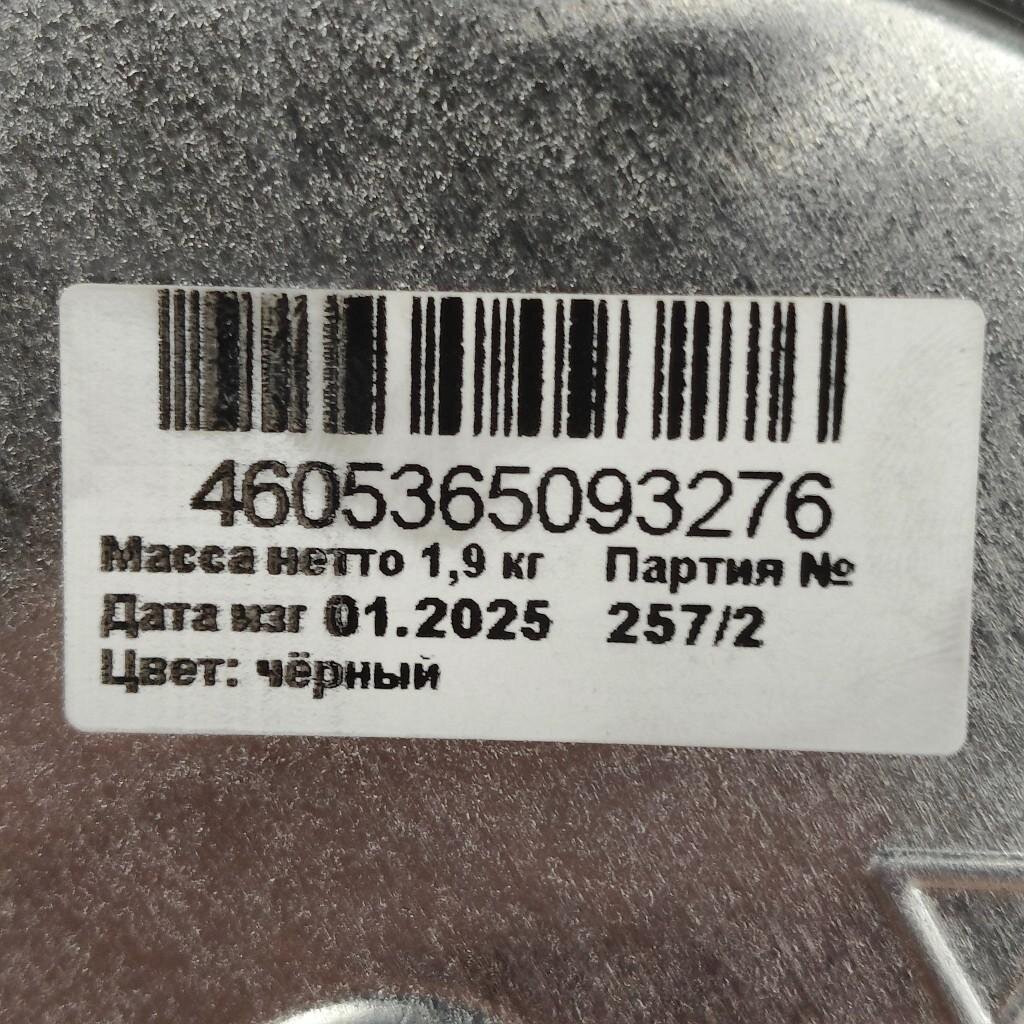 4605365093276
Масса нетто 1,9 кг Партия №
Дата изг 01.2025 257/2
Цвет: чёрный